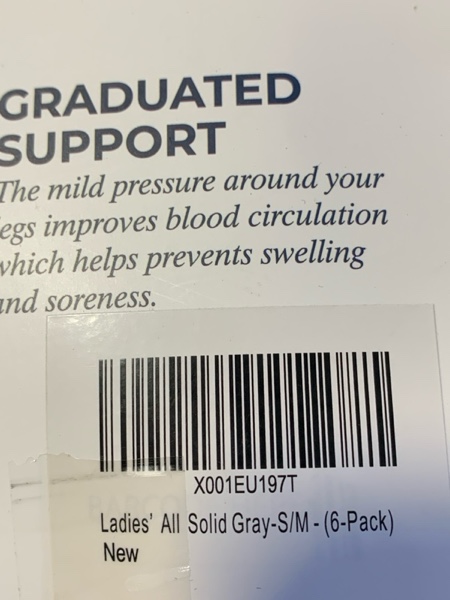 GRADUATED
SUPPORT
The mild pressure around your
legs improves blood circulation
which helps prevents swelling
and soreness.
X001EU197T
Ladies' All Solid Gray-S/M - (6-Pack)
New